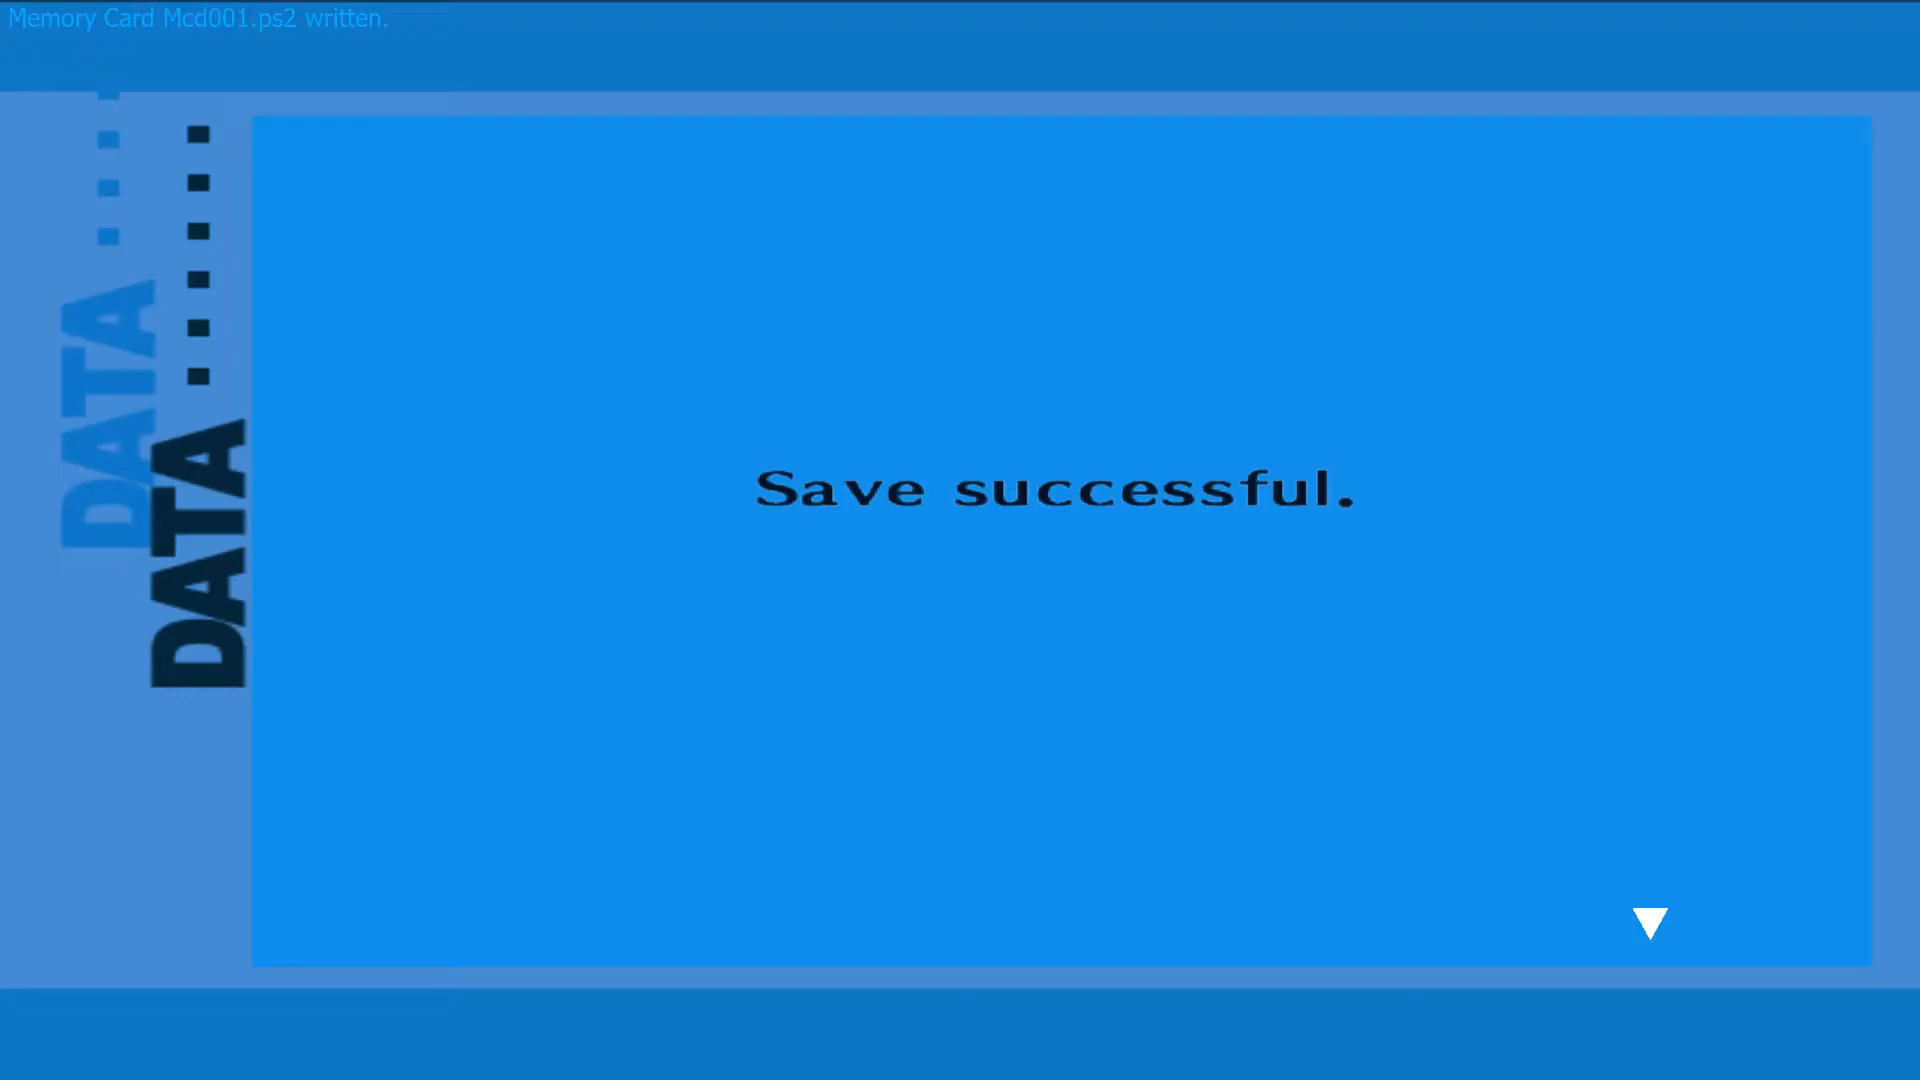 Memory Card Mcd001.ps2 written.
DATA......
DATA....
Save successful.